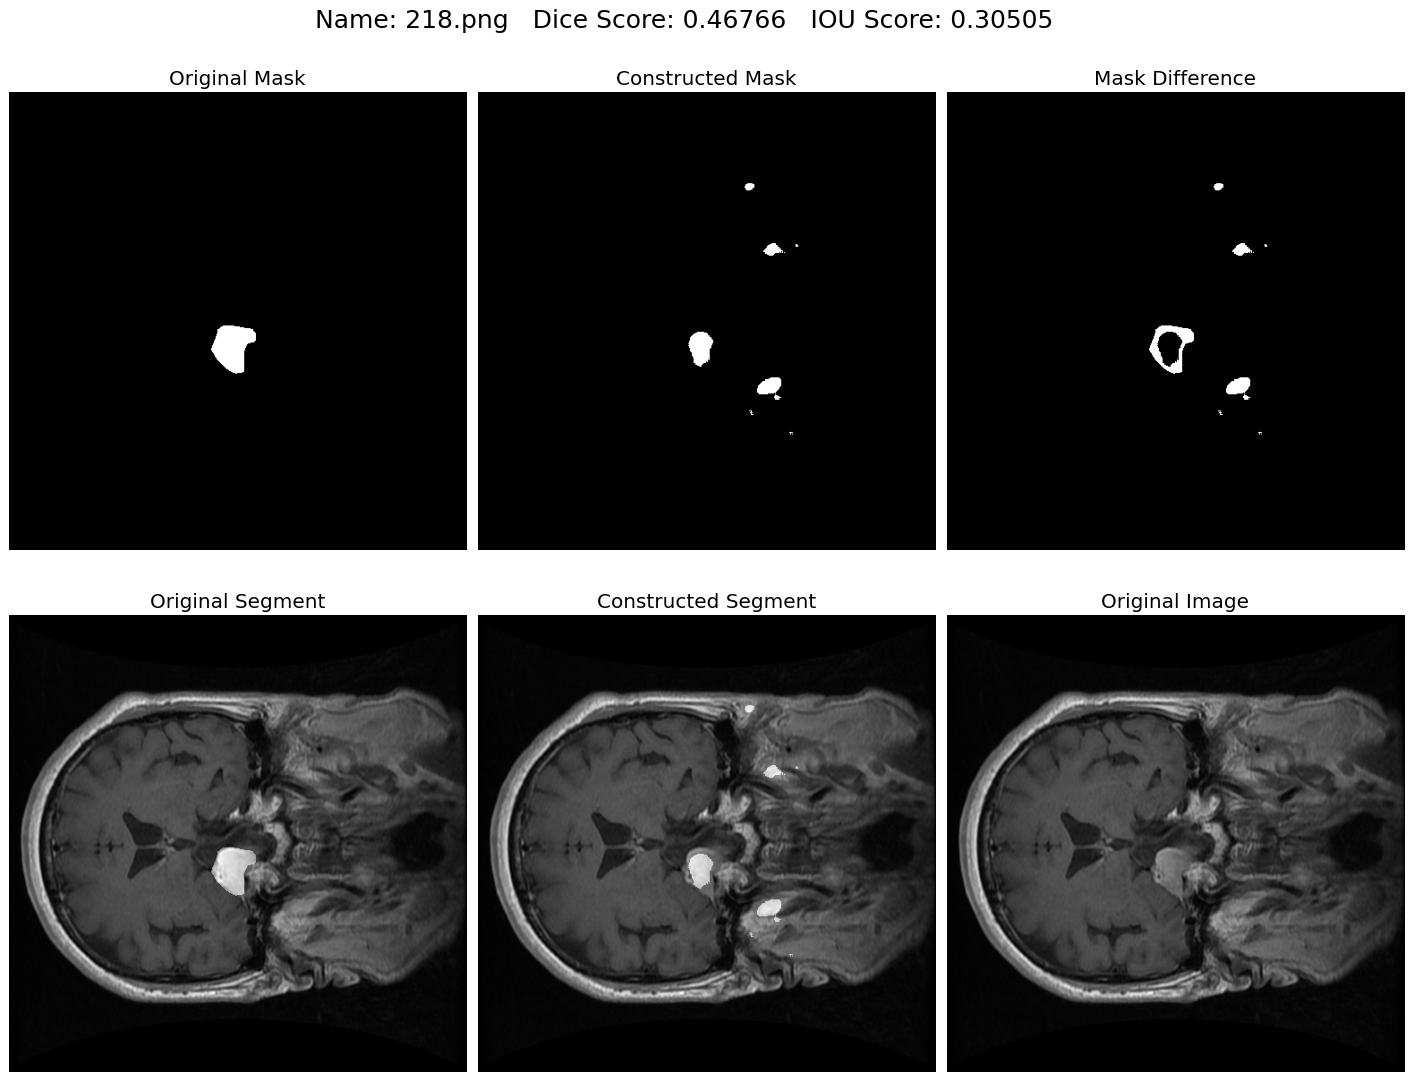 Name: 218.png   Dice Score: 0.46766   IOU Score: 0.30505
Original Mask
Constructed Mask
Mask Difference
Original Segment
Constructed Segment
Original Image